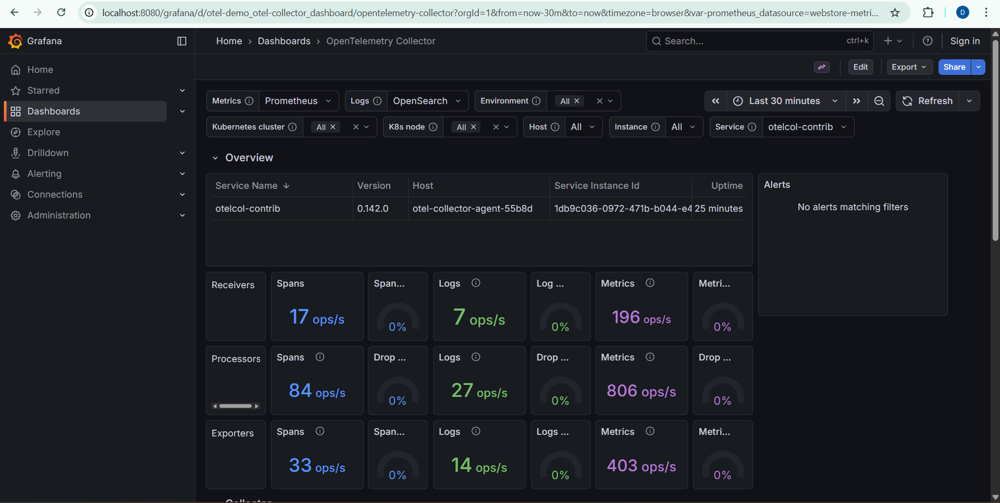 localhost:8080/grafana/d/otel-demo_otel-collector_dashboard/opentelemetry-collector?orgId=1&from=now-30m&to=now&timezone=browser&var-prometheus_datasource=webstore-metri...
D
Grafana
Home › Dashboards › OpenTelemetry Collector
Search... ctrl+k
Sign in
Edit
Export
Share
Home
Starred
Dashboards
Explore
Drilldown
Alerting
Connections
Administration
Metrics Prometheus
Logs OpenSearch
Environment All
Last 30 minutes
Refresh
Kubernetes cluster All
K8s node All
Host All
Instance All
Service otelcol-contrib
Overview
Service Name Version Host Service Instance Id Uptime
otelcol-contrib 0.142.0 otel-collector-agent-55b8d 1db9c036-0972-471b-b044-e4 25 minutes
Alerts
No alerts matching filters
Receivers
Spans
17 ops/s
Span...
0%
Logs
7 ops/s
Log ...
0%
Metrics
196 ops/s
Metri...
0%
Processors
Spans
84 ops/s
Drop ...
0%
Logs
27 ops/s
Drop ...
0%
Metrics
806 ops/s
Drop ...
0%
Exporters
Spans
33 ops/s
Span...
0%
Logs
14 ops/s
Logs ...
0%
Metrics
403 ops/s
Metri...
0%
Collector